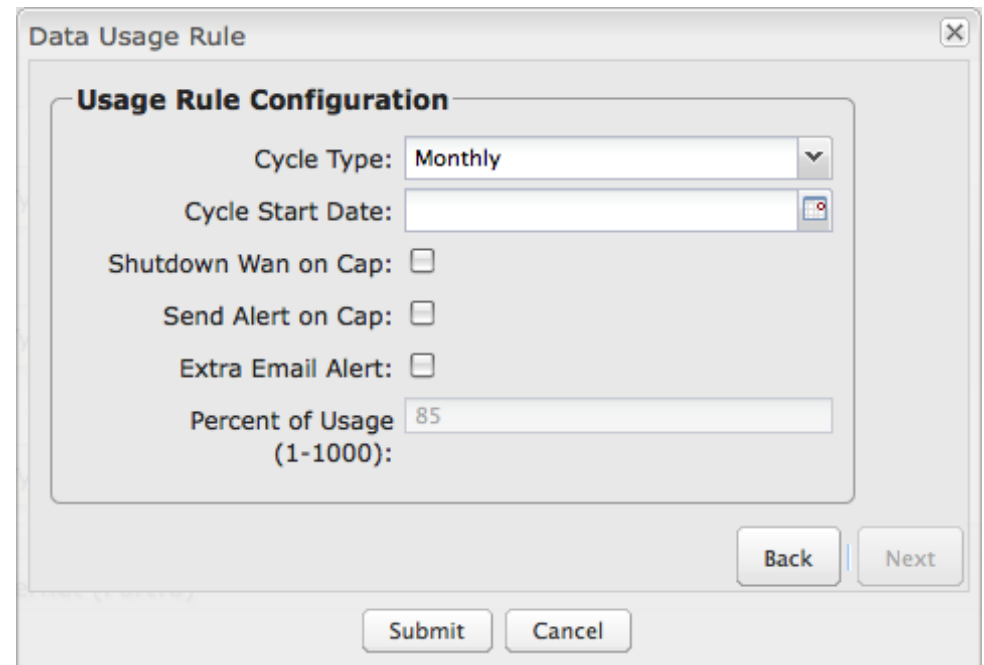 Data Usage Rule
Usage Rule Configuration
Cycle Type: Monthly
Cycle Start Date:
Shutdown Wan on Cap:
Send Alert on Cap:
Extra Email Alert:
Percent of Usage 85
(1-1000):
Back Next
Submit Cancel